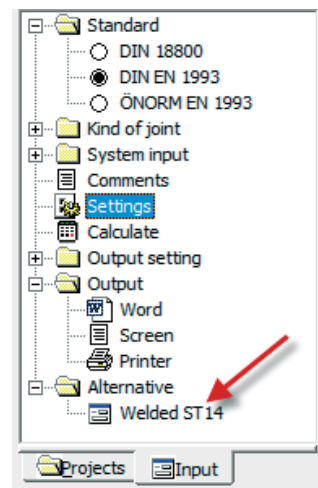 Standard
DIN 18800
DIN EN 1993
ÖNORM EN 1993
Kind of joint
System input
Comments
Settings
Calculate
Output setting
Output
Word
Screen
Printer
Alternative
Welded ST14
Projects Input